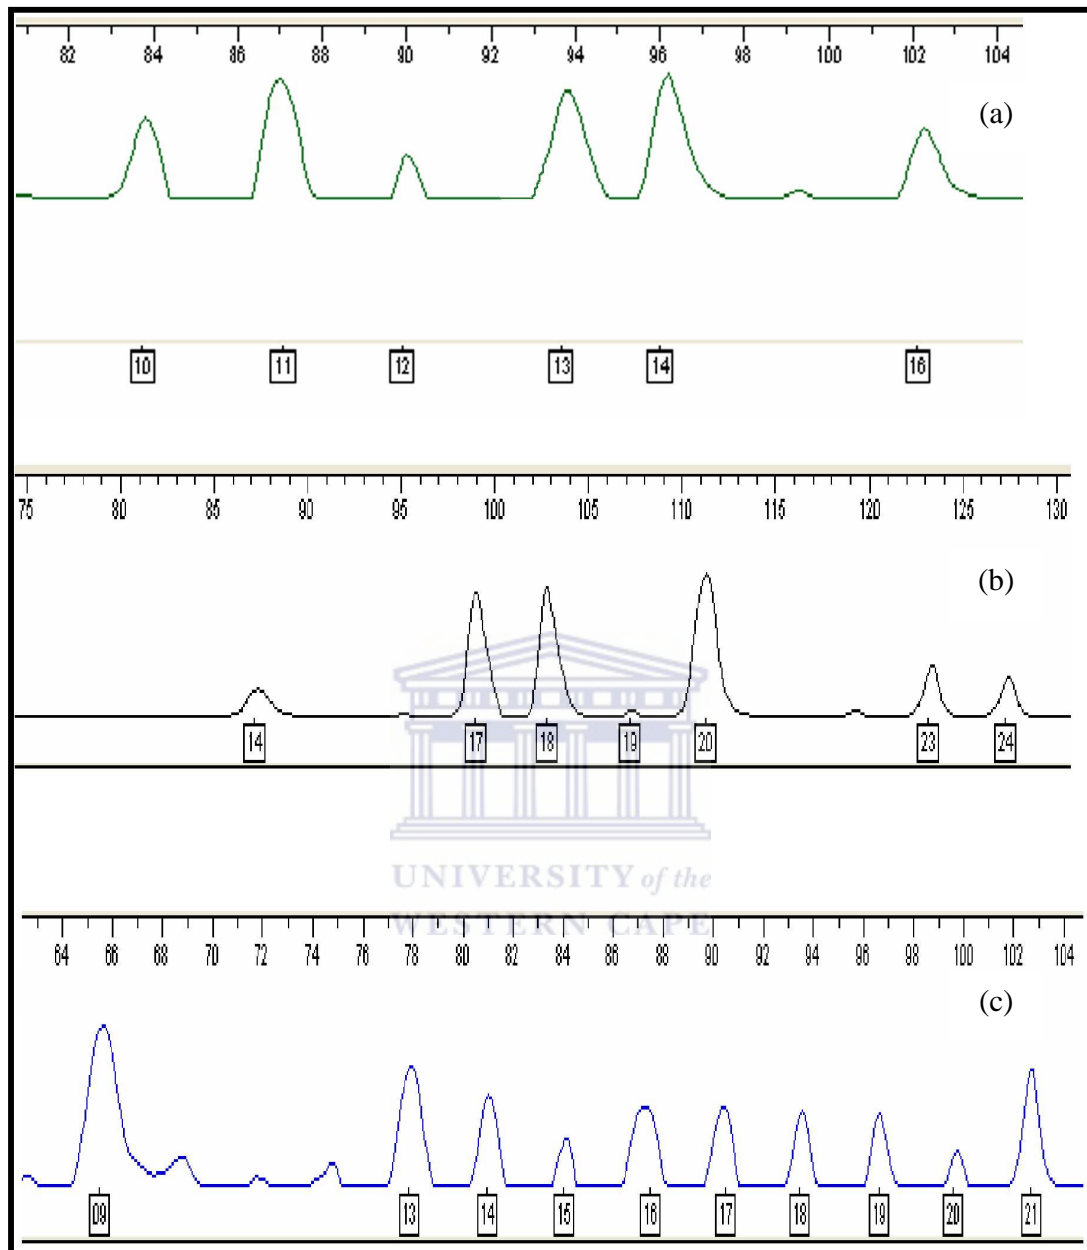 82 84 86 88 90 92 94 96 98 100 102 104
(a)
10 11 12 13 14 16
75 80 85 90 95 100 105 110 115 120 125 130
(b)
14 17 18 19 20 23 24
UNIVERSITY of the
WESTERN CAPE
64 66 68 70 72 74 76 78 80 82 84 86 88 90 92 94 96 98 100 102 104
(c)
09 13 14 15 16 17 18 19 20 21